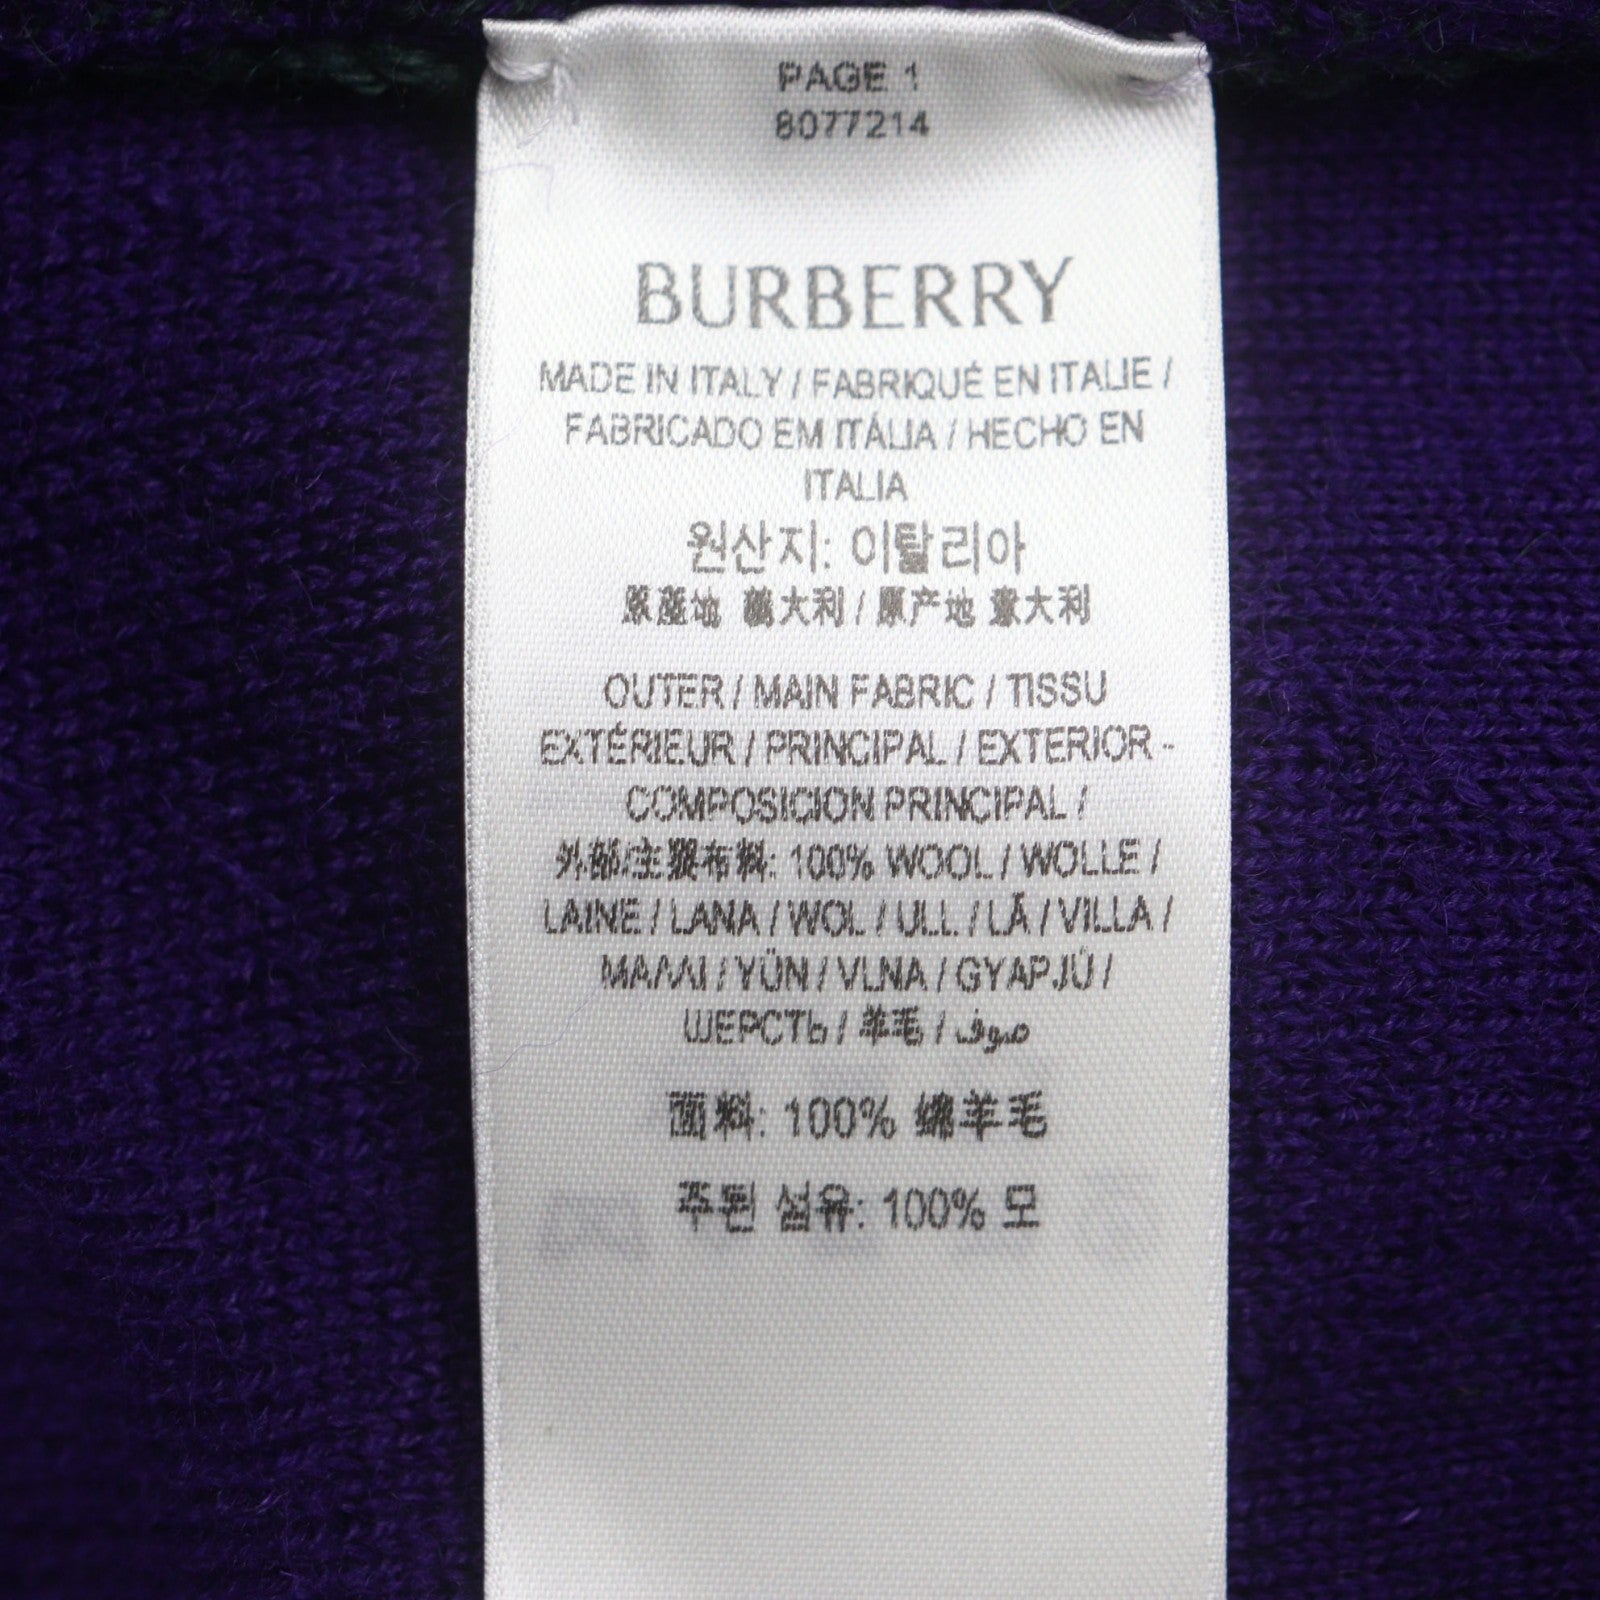 PAGE 1
8077214
BURBERRY
MADE IN ITALY / FABRIQUÉ EN ITALIE /
FABRICADO EM ITÁLIA / HECHO EN
ITALIA
원산지: 이탈리아
原產地 義大利 / 原产地 意大利
OUTER / MAIN FABRIC / TISSU
EXTÉRIEUR / PRINCIPAL / EXTERIOR -
COMPOSICION PRINCIPAL /
外部/主要布料: 100% WOOL / WOLLE /
LAINE / LANA / WOL / ULL / LÃ / VILLA /
ΜΑΛΛΙ / YÜN / VLNA / GYAPJÚ /
ШЕРСТЬ / 羊毛 / صوف
面料: 100% 绵羊毛
주된 섬유: 100% 모